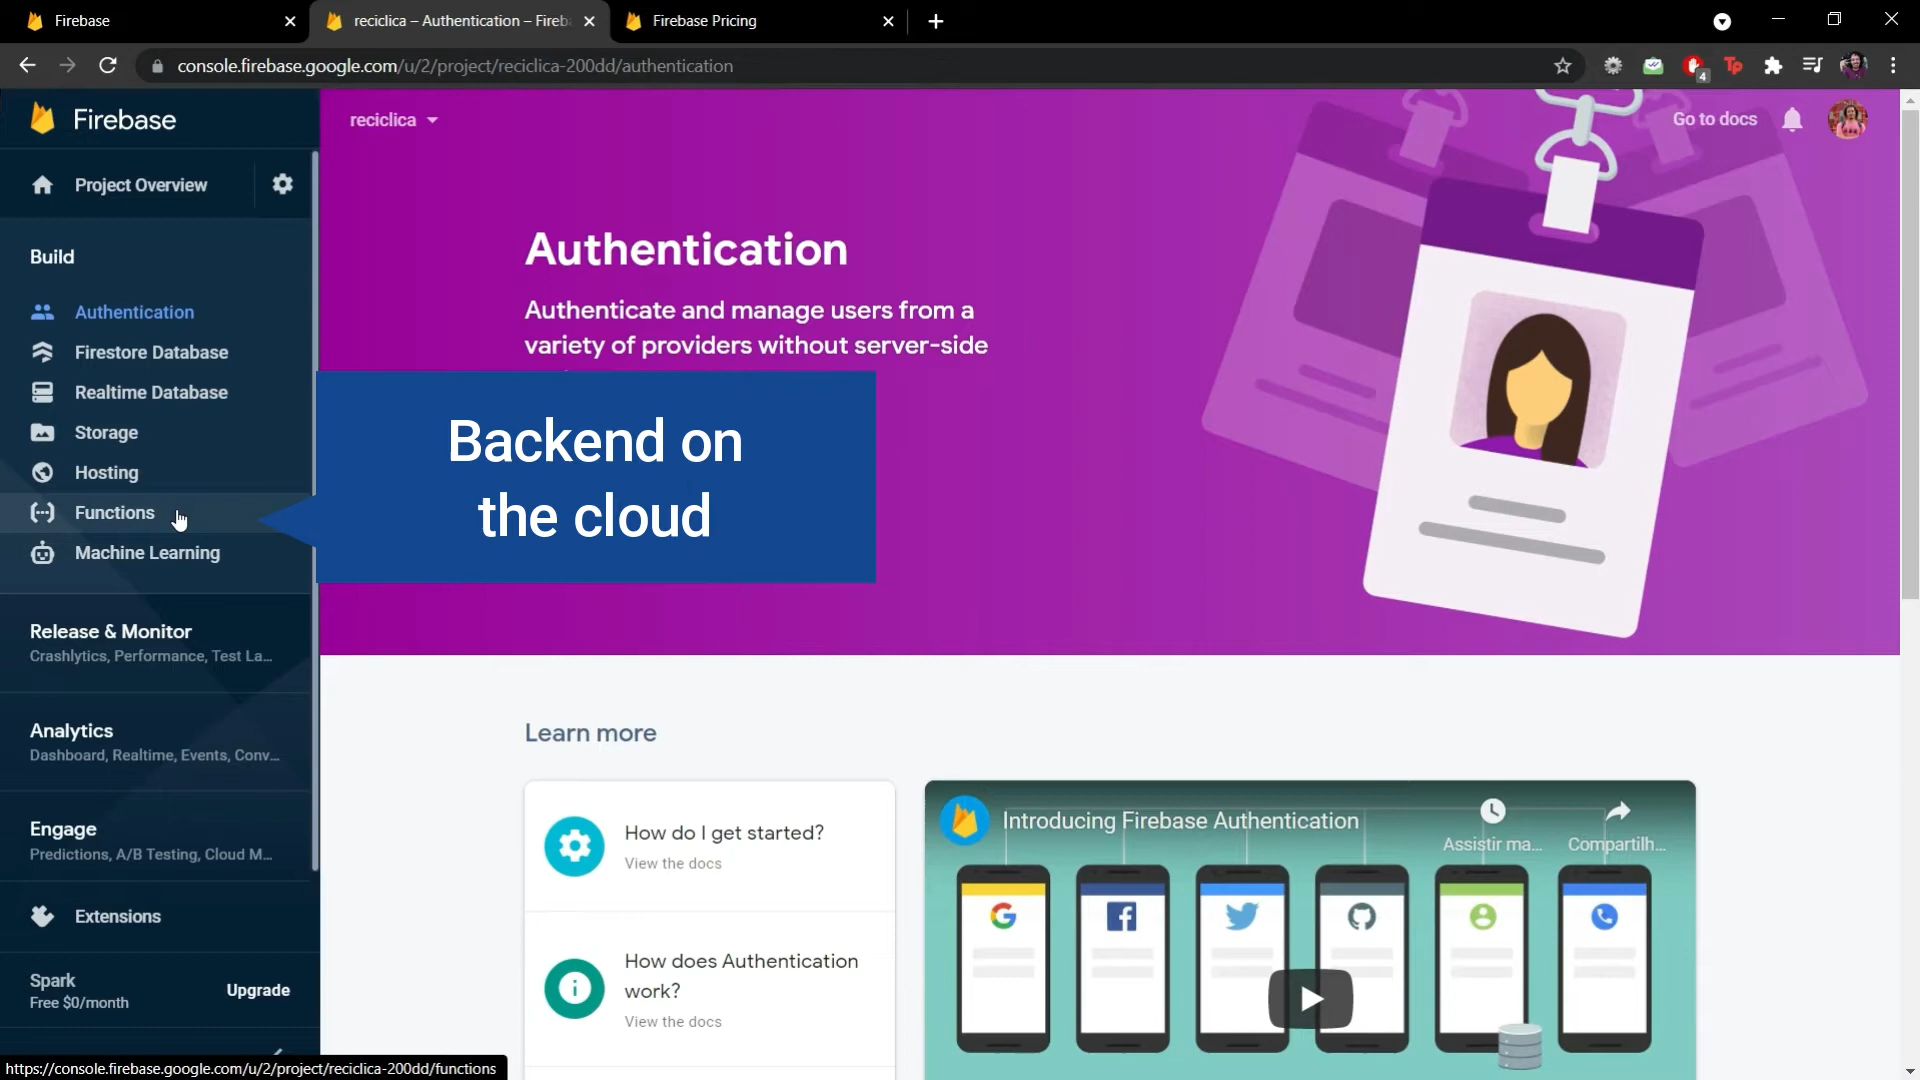 Firebase
reciclica – Authentication – Fireb
Firebase Pricing
console.firebase.google.com/u/2/project/reciclica-200dd/authentication
4
Tp
Firebase
reciclica
Go to docs
Project Overview
Build
Authentication
Firestore Database
Realtime Database
Storage
Hosting
Functions
Machine Learning
Release & Monitor
Crashlytics, Performance, Test La...
Analytics
Dashboard, Realtime, Events, Conv...
Engage
Predictions, A/B Testing, Cloud M...
Extensions
Spark
Free $0/month
Upgrade
Authentication
Authenticate and manage users from a
variety of providers without server-side
Backend on
the cloud
Learn more
How do I get started?
View the docs
How does Authentication
work?
View the docs
Introducing Firebase Authentication
Assistir ma...
Compartilh...
https://console.firebase.google.com/u/2/project/reciclica-200dd/functions